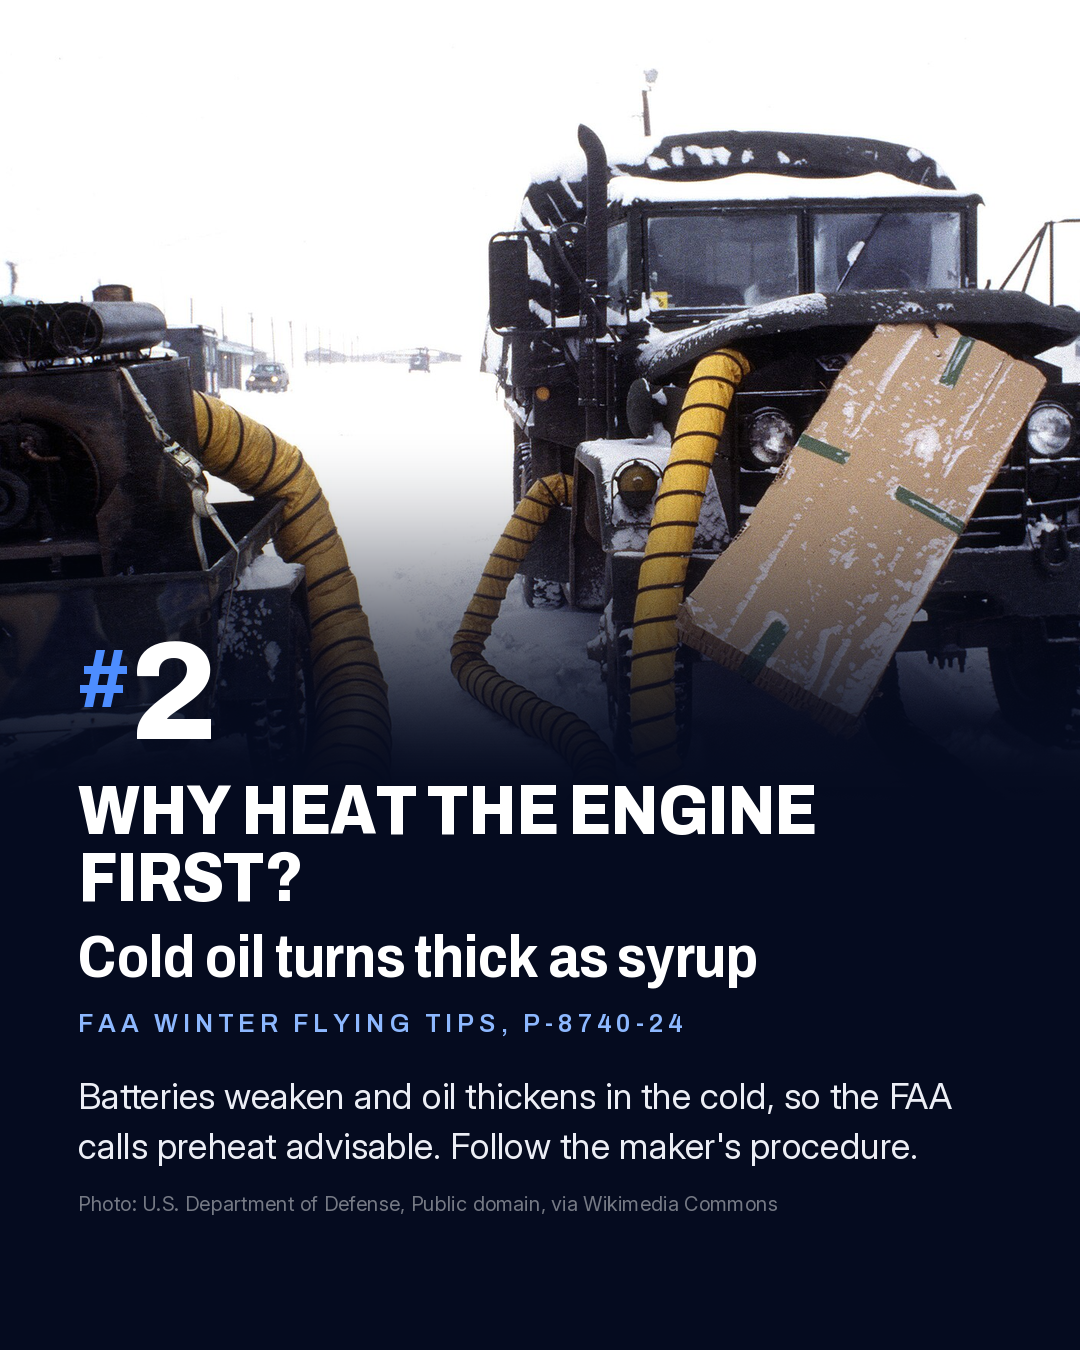 #2
WHY HEAT THE ENGINE
FIRST?
Cold oil turns thick as syrup
FAA WINTER FLYING TIPS, P-8740-24
Batteries weaken and oil thickens in the cold, so the FAA
calls preheat advisable. Follow the maker's procedure.
Photo: U.S. Department of Defense, Public domain, via Wikimedia Commons